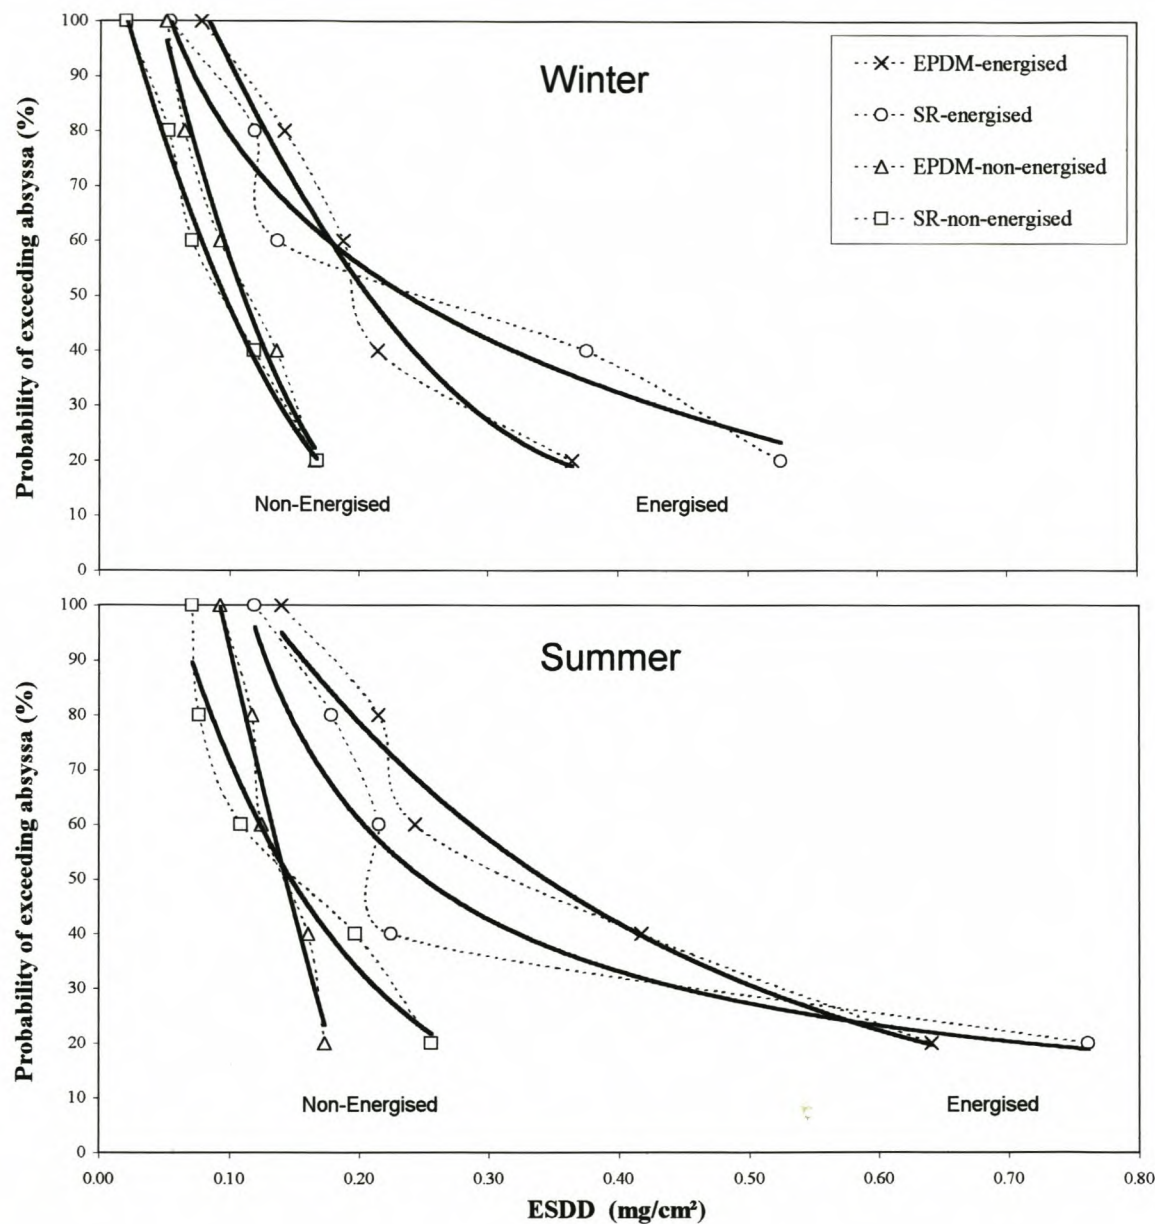 100
90
80
70
60
50
40
30
20
10
0
Probability of exceeding absyssa (%)
Winter
EPDM-energised
SR-energised
EPDM-non-energised
SR-non-energised
Non-Energised
Energised
100
90
80
70
60
50
40
30
20
10
0
Probability of exceeding absyssa (%)
Summer
Non-Energised
Energised
0.00 0.10 0.20 0.30 0.40 0.50 0.60 0.70 0.80
ESDD (mg/cm²)